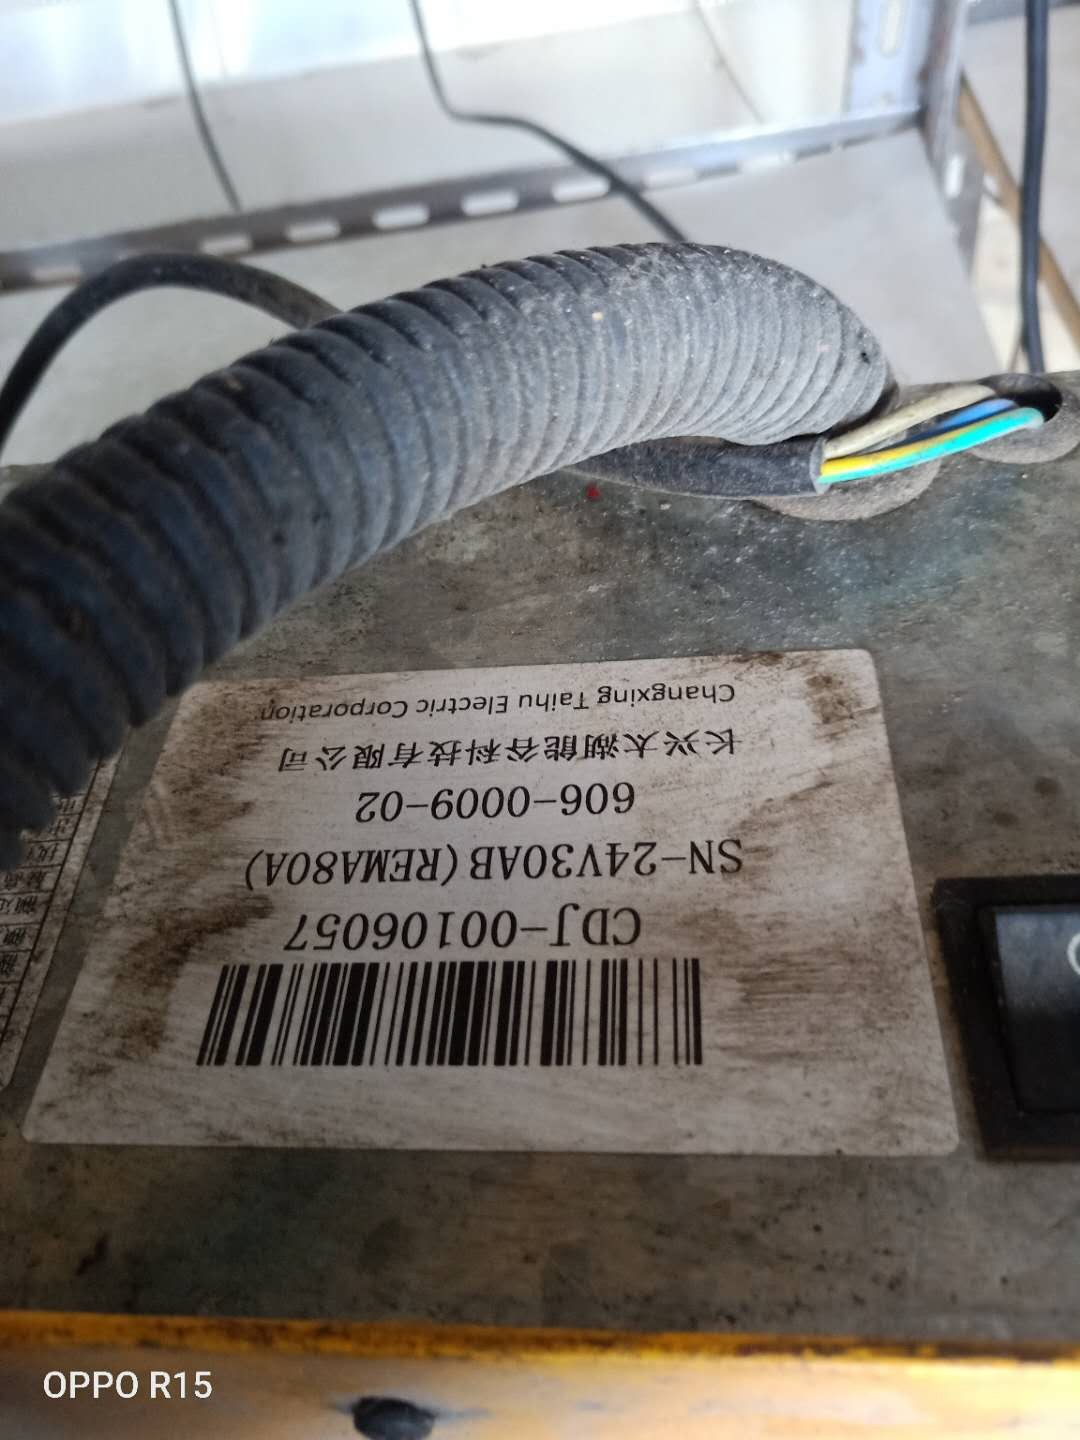 Changxing Taihu Electric Corporation.
长兴太湖能谷科技有限公司
606-0009-02
SN-24V30AB(REMA80A)
CDJ-00106057
OPPO R15